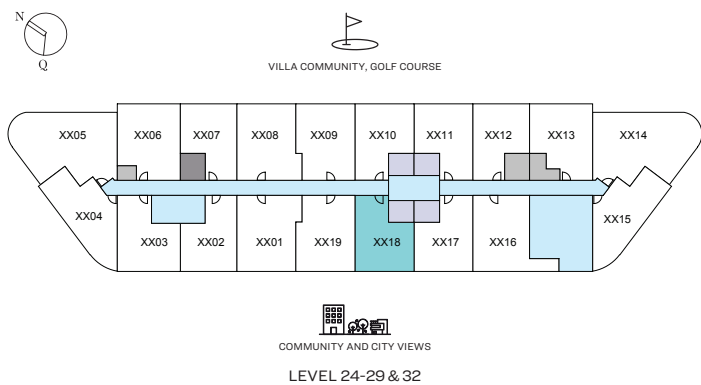 N
Q
VILLA COMMUNITY, GOLF COURSE
XX05 XX06 XX07 XX08 XX09 XX10 XX11 XX12 XX13 XX14
XX04 XX15
XX03 XX02 XX01 XX19 XX18 XX17 XX16
COMMUNITY AND CITY VIEWS
LEVEL 24-29 & 32